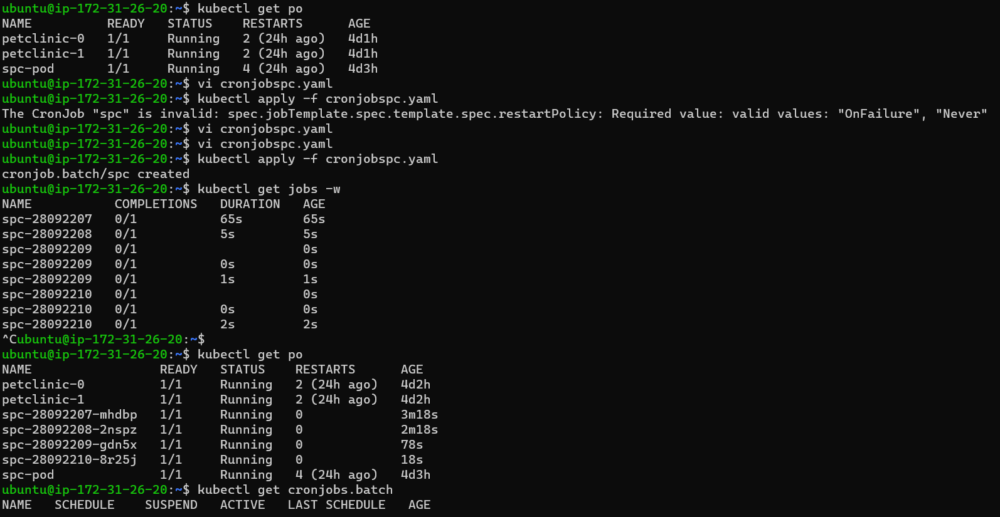 ubuntu@ip-172-31-26-20:~$ kubectl get po
NAME          READY   STATUS    RESTARTS      AGE
petclinic-0   1/1     Running   2 (24h ago)   4d1h
petclinic-1   1/1     Running   2 (24h ago)   4d1h
spc-pod       1/1     Running   4 (24h ago)   4d3h
ubuntu@ip-172-31-26-20:~$ vi cronjobspc.yaml
ubuntu@ip-172-31-26-20:~$ kubectl apply -f cronjobspc.yaml
The CronJob "spc" is invalid: spec.jobTemplate.spec.template.spec.restartPolicy: Required value: valid values: "OnFailure", "Never"
ubuntu@ip-172-31-26-20:~$ vi cronjobspc.yaml
ubuntu@ip-172-31-26-20:~$ vi cronjobspc.yaml
ubuntu@ip-172-31-26-20:~$ kubectl apply -f cronjobspc.yaml
cronjob.batch/spc created
ubuntu@ip-172-31-26-20:~$ kubectl get jobs -w
NAME           COMPLETIONS   DURATION   AGE
spc-28092207   0/1           65s        65s
spc-28092208   0/1           5s         5s
spc-28092209   0/1                      0s
spc-28092209   0/1           0s         0s
spc-28092209   0/1           1s         1s
spc-28092210   0/1                      0s
spc-28092210   0/1           0s         0s
spc-28092210   0/1           2s         2s
^Cubuntu@ip-172-31-26-20:~$
ubuntu@ip-172-31-26-20:~$ kubectl get po
NAME                 READY   STATUS    RESTARTS      AGE
petclinic-0          1/1     Running   2 (24h ago)   4d2h
petclinic-1          1/1     Running   2 (24h ago)   4d2h
spc-28092207-mhdbp   1/1     Running   0             3m18s
spc-28092208-2nspz   1/1     Running   0             2m18s
spc-28092209-gdn5x   1/1     Running   0             78s
spc-28092210-8r25j   1/1     Running   0             18s
spc-pod              1/1     Running   4 (24h ago)   4d3h
ubuntu@ip-172-31-26-20:~$ kubectl get cronjobs.batch
NAME   SCHEDULE    SUSPEND   ACTIVE   LAST SCHEDULE   AGE